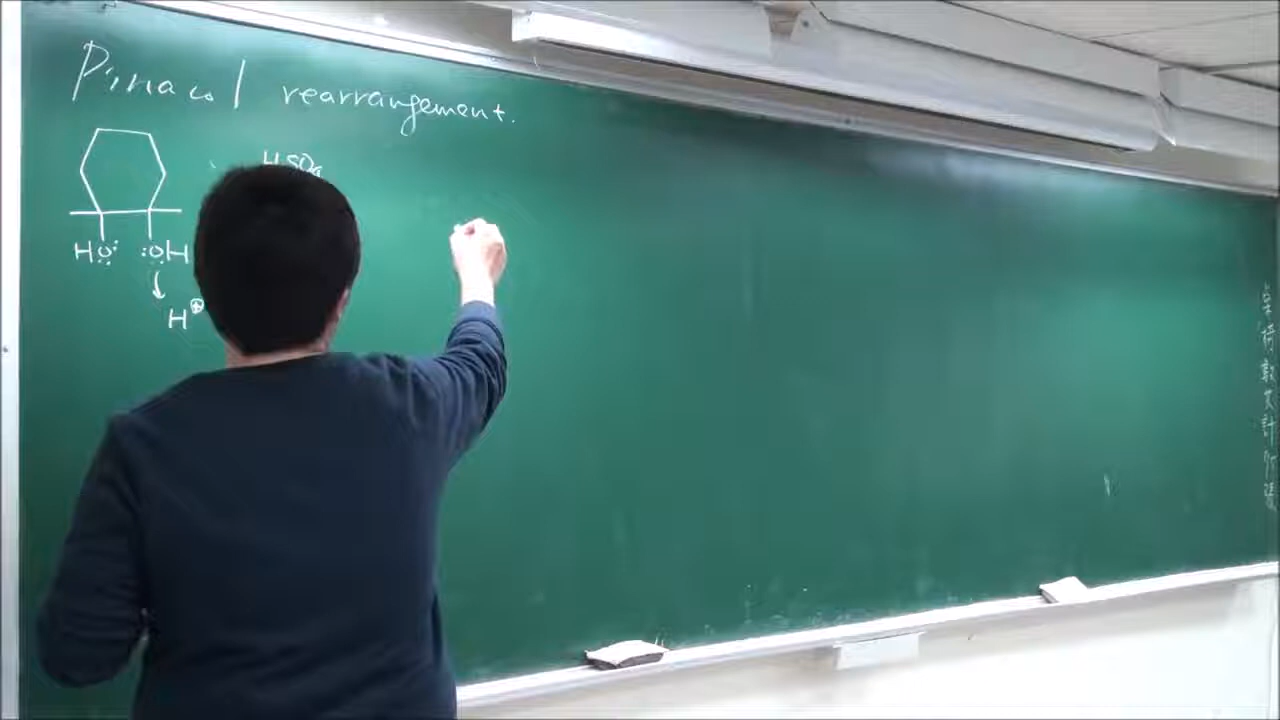 Pinacol rearrangement.
H₂SO₄
HO: :OH
H⊕